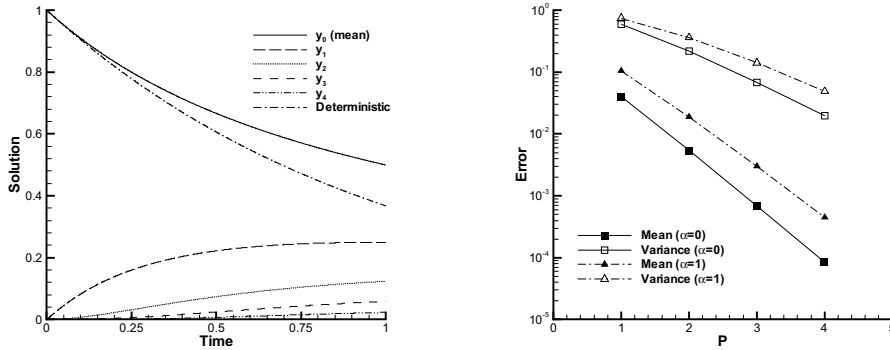 1
0.8
0.6
0.4
0.2
0
Solution
0
0.25
0.5
0.75
1
Time
y₀ (mean)
y₁
y₂
y₃
y₄
Deterministic
10⁰
10⁻¹
10⁻²
10⁻³
10⁻⁴
10⁻⁵
Error
0
1
2
3
4
5
P
Mean (α=0)
Variance (α=0)
Mean (α=1)
Variance (α=1)